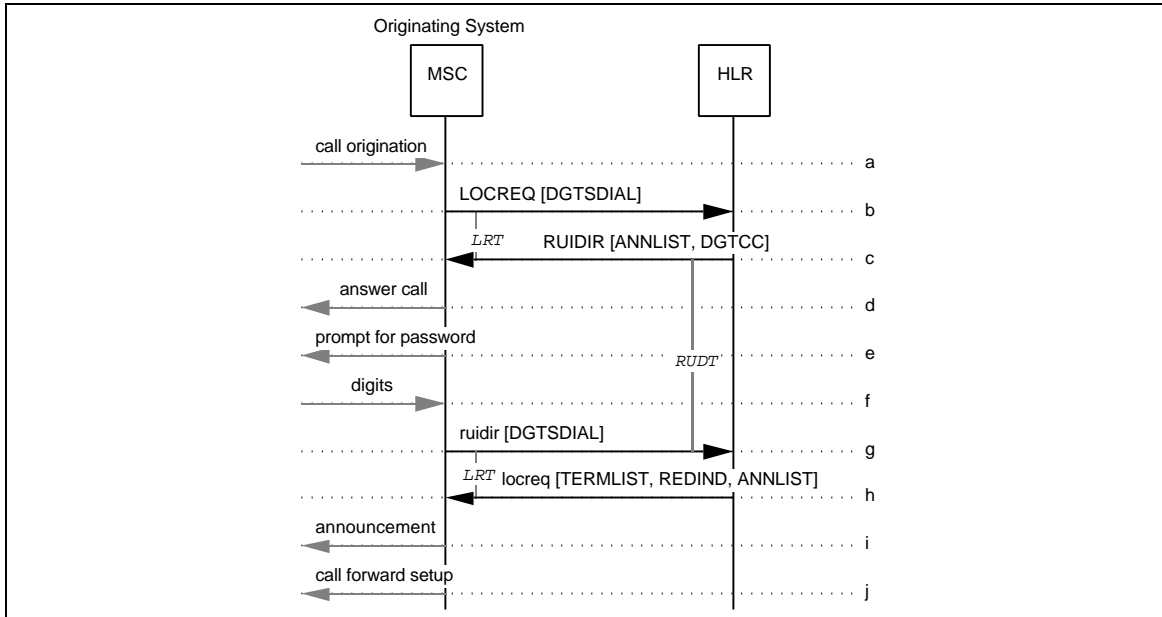 Originating System
MSC HLR
call origination a
LOCREQ [DGTSDIAL] b
LRT RUIDIR [ANNLIST, DGTCC] c
answer call d
prompt for password e
RUDT
digits f
ruidir [DGTSDIAL] g
LRT locreq [TERMLIST, REDIND, ANNLIST] h
announcement i
call forward setup j